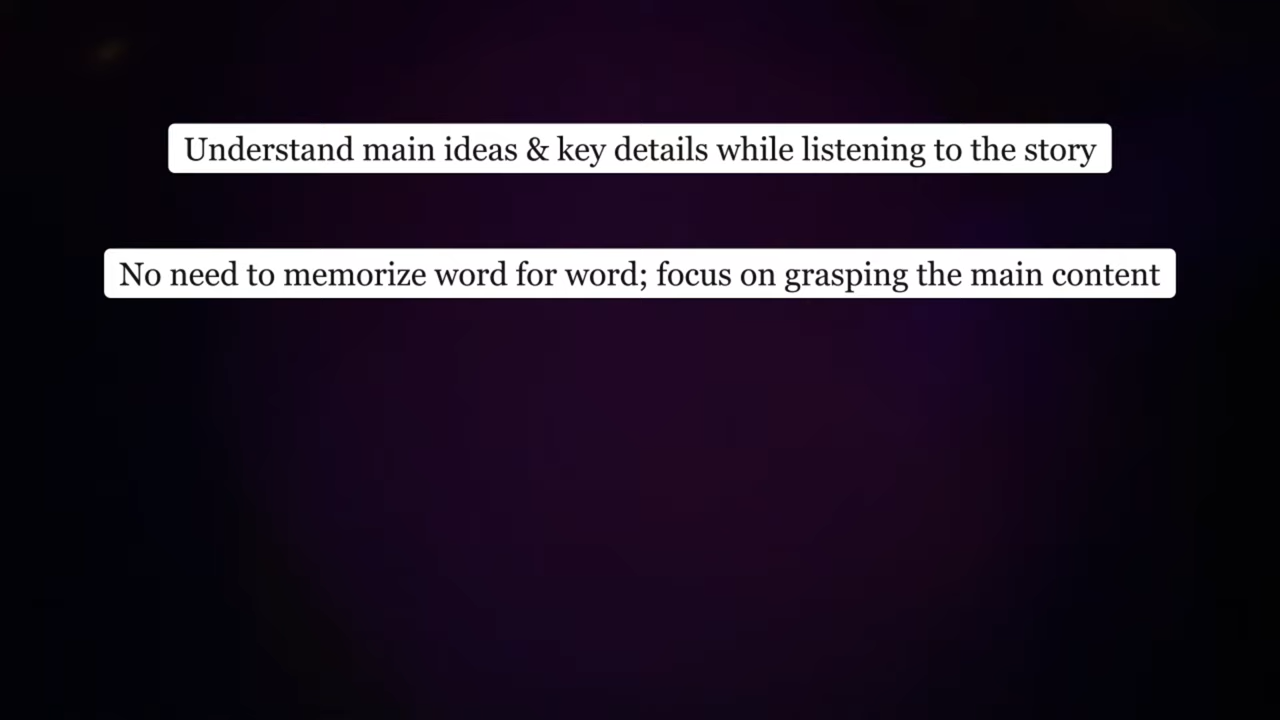 Understand main ideas & key details while listening to the story
No need to memorize word for word; focus on grasping the main content